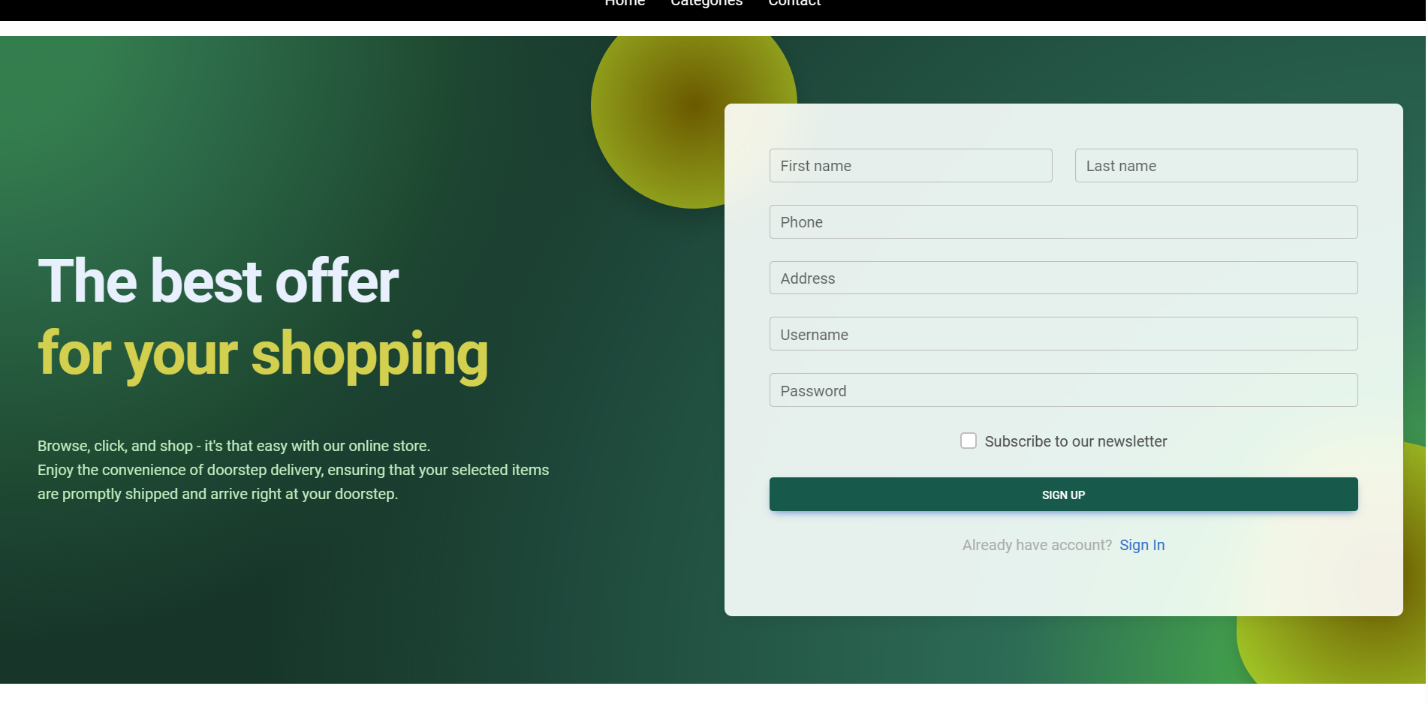 Home Categories Contact
The best offer
for your shopping
Browse, click, and shop - it's that easy with our online store.
Enjoy the convenience of doorstep delivery, ensuring that your selected items
are promptly shipped and arrive right at your doorstep.
First name Last name
Phone
Address
Username
Password
Subscribe to our newsletter
SIGN UP
Already have account? Sign In